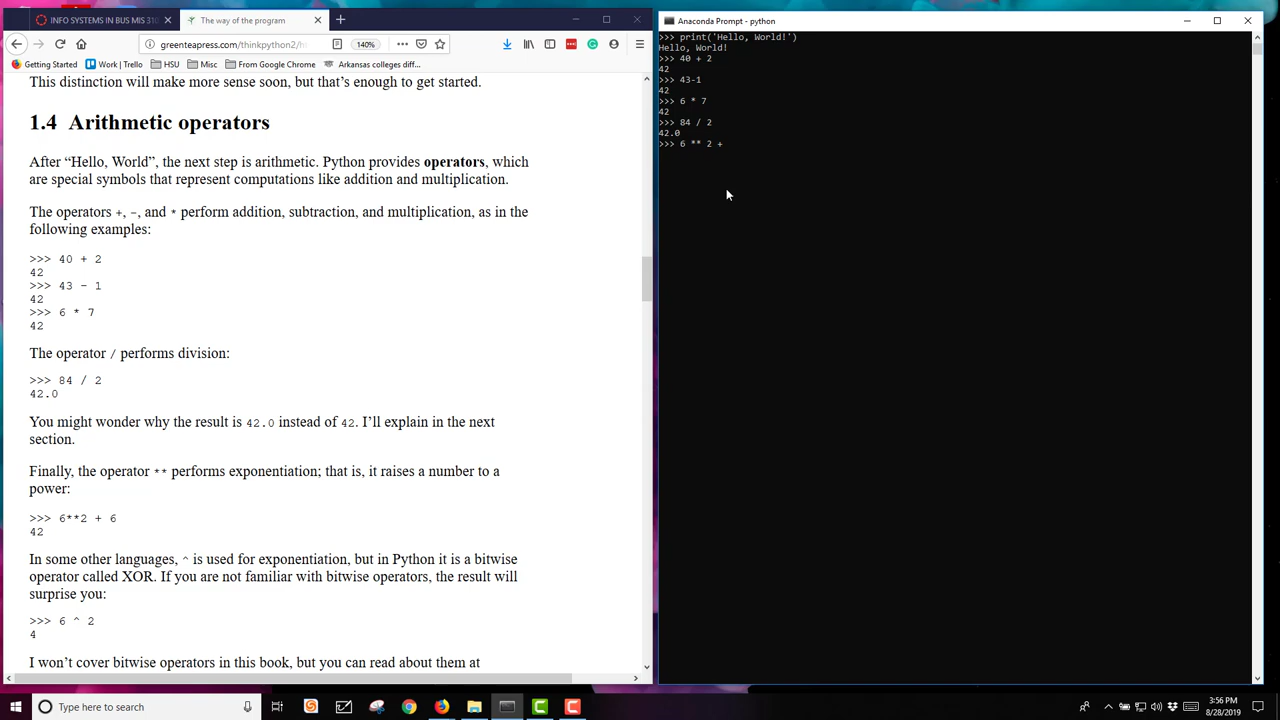 INFO SYSTEMS IN BUS MIS 310
The way of the program
greenteapress.com/thinkpython2/h
140%
Getting Started
Work | Trello
HSU
Misc
From Google Chrome
Arkansas colleges diff...
This distinction will make more sense soon, but that's enough to get started.
1.4 Arithmetic operators
After “Hello, World”, the next step is arithmetic. Python provides operators, which
are special symbols that represent computations like addition and multiplication.
The operators +, -, and * perform addition, subtraction, and multiplication, as in the
following examples:
>>> 40 + 2
42
>>> 43 - 1
42
>>> 6 * 7
42
The operator / performs division:
>>> 84 / 2
42.0
You might wonder why the result is 42.0 instead of 42. I’ll explain in the next
section.
Finally, the operator ** performs exponentiation; that is, it raises a number to a
power:
>>> 6**2 + 6
42
In some other languages, ^ is used for exponentiation, but in Python it is a bitwise
operator called XOR. If you are not familiar with bitwise operators, the result will
surprise you:
>>> 6 ^ 2
4
I won’t cover bitwise operators in this book, but you can read about them at
Anaconda Prompt - python
>>> print('Hello, World!')
Hello, World!
>>> 40 + 2
42
>>> 43-1
42
>>> 6 * 7
42
>>> 84 / 2
42.0
>>> 6 ** 2 +
Type here to search
3:56 PM
8/28/2019